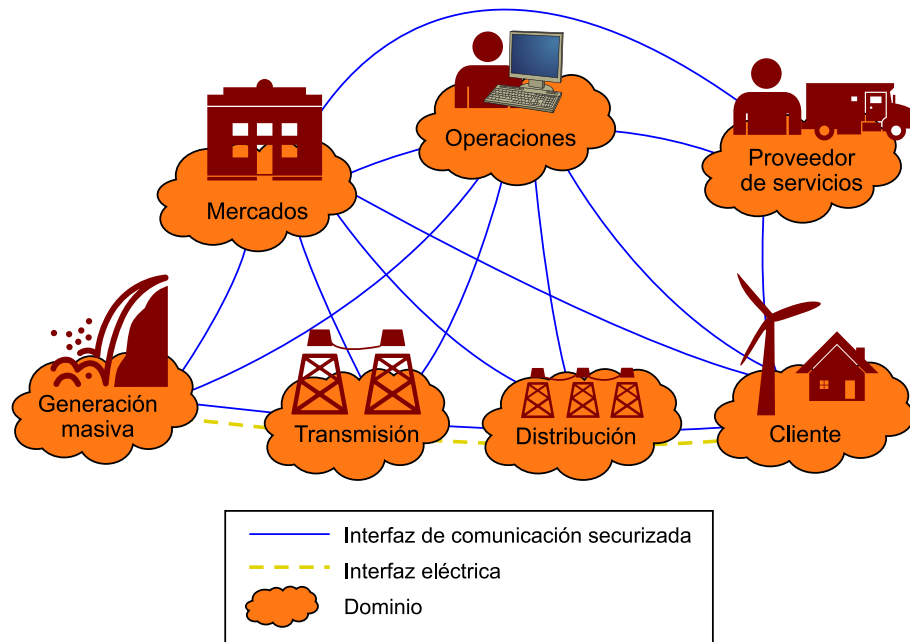 Operaciones
Proveedor
de servicios
Mercados
Generación
masiva
Transmisión
Distribución
Cliente
Interfaz de comunicación securizada
Interfaz eléctrica
Dominio